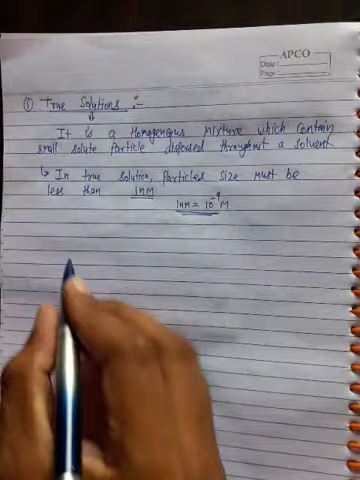 APCO
Date :
Page :
① True Solutions :-
⇓
It is a Homogeneous Mixture which Contain
small solute Particle dispersed throughout a solvent
↳ In true solution, Particles size must be
less than 1nM
1nM = 10⁻⁹ M